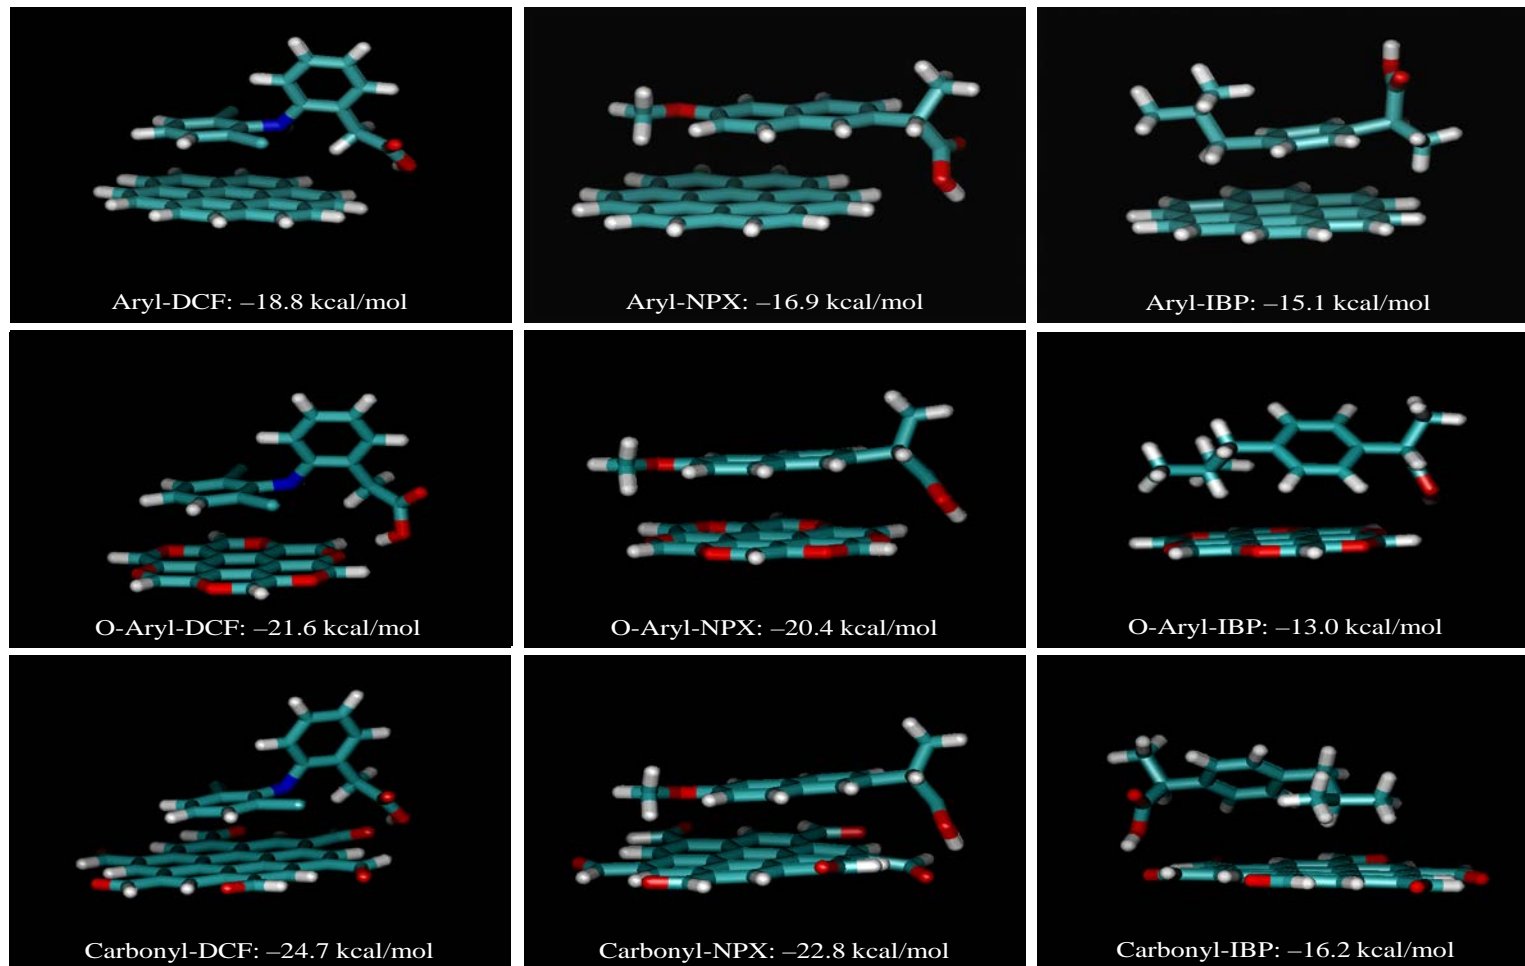 Aryl-DCF: –18.8 kcal/mol
Aryl-NPX: –16.9 kcal/mol
Aryl-IBP: –15.1 kcal/mol
O-Aryl-DCF: –21.6 kcal/mol
O-Aryl-NPX: –20.4 kcal/mol
O-Aryl-IBP: –13.0 kcal/mol
Carbonyl-DCF: –24.7 kcal/mol
Carbonyl-NPX: –22.8 kcal/mol
Carbonyl-IBP: –16.2 kcal/mol